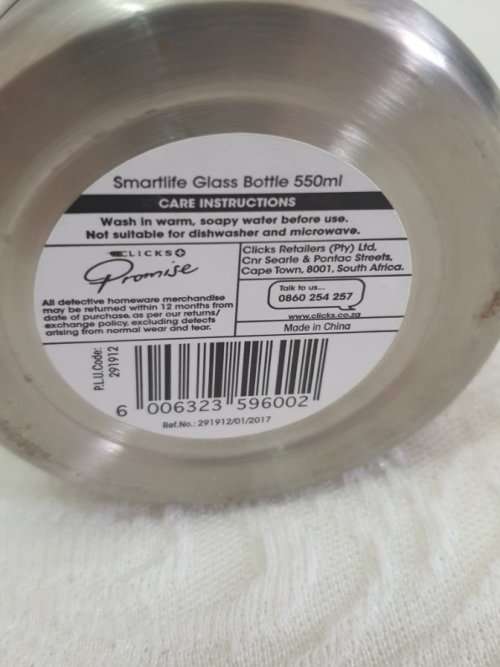 Smartlife Glass Bottle 550ml
CARE INSTRUCTIONS
Wash in warm, soapy water before use.
Not suitable for dishwasher and microwave.
CLICKS
Promise
All defective homeware merchandise
may be returned within 12 months from
date of purchase, as per our returns/
exchange policy, excluding defects
arising from normal wear and tear.
Clicks Retailers (Pty) Ltd,
Cnr Searle & Pontac Streets,
Cape Town, 8001, South Africa.
Talk to us...
0860 254 257
www.clicks.co.za
Made in China
P.L.U.Code:
291912
6 006323 596002
Ref.No.: 291912/01/2017